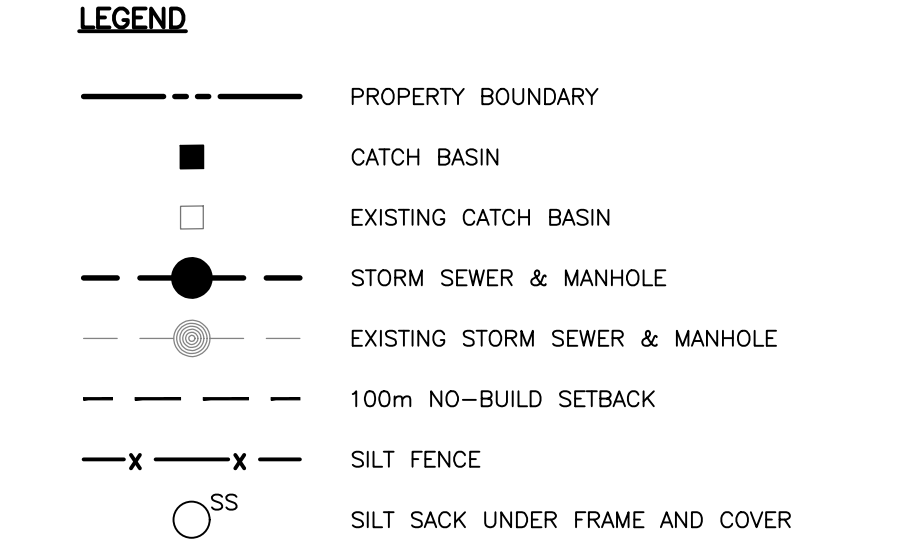 LEGEND
PROPERTY BOUNDARY
CATCH BASIN
EXISTING CATCH BASIN
STORM SEWER & MANHOLE
EXISTING STORM SEWER & MANHOLE
100m NO-BUILD SETBACK
X X SILT FENCE
SS
SILT SACK UNDER FRAME AND COVER